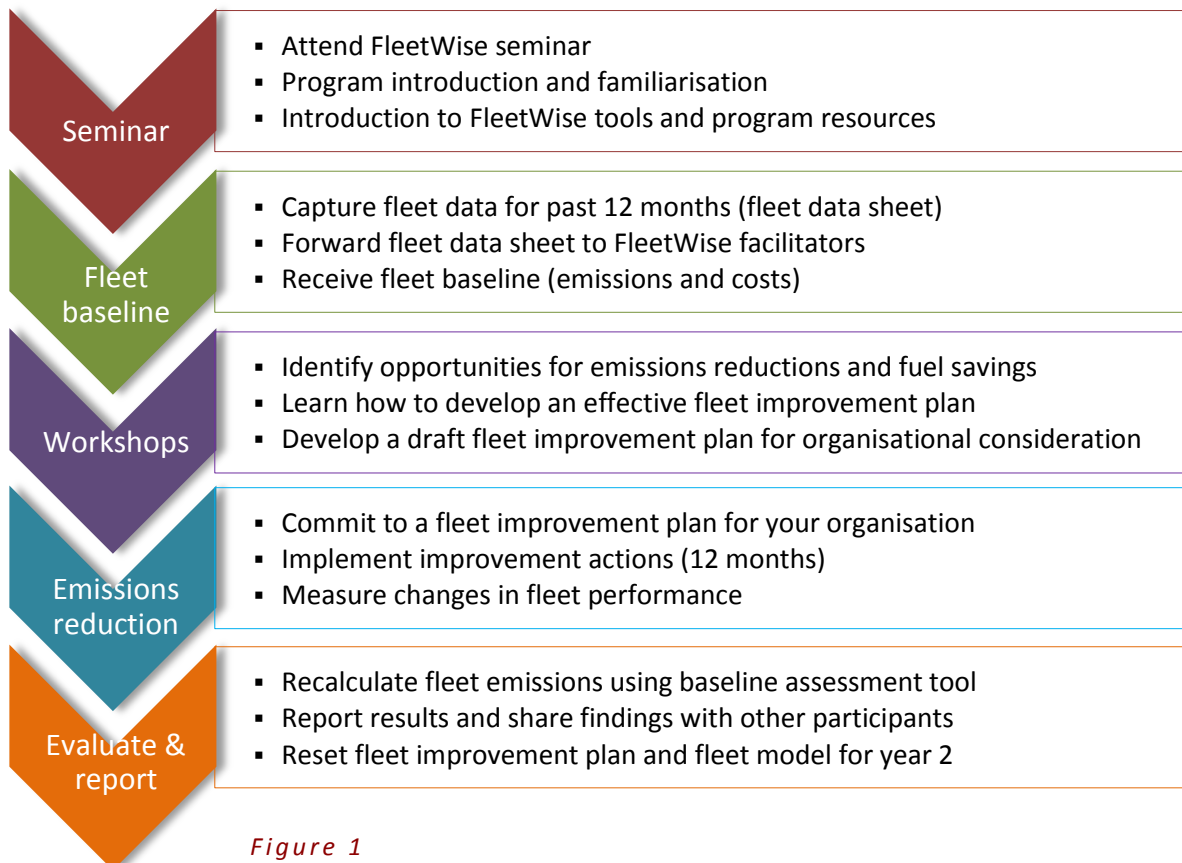 Seminar
▪ Attend FleetWise seminar
▪ Program introduction and familiarisation
▪ Introduction to FleetWise tools and program resources
Fleet
baseline
▪ Capture fleet data for past 12 months (fleet data sheet)
▪ Forward fleet data sheet to FleetWise facilitators
▪ Receive fleet baseline (emissions and costs)
Workshops
▪ Identify opportunities for emissions reductions and fuel savings
▪ Learn how to develop an effective fleet improvement plan
▪ Develop a draft fleet improvement plan for organisational consideration
Emissions
reduction
▪ Commit to a fleet improvement plan for your organisation
▪ Implement improvement actions (12 months)
▪ Measure changes in fleet performance
Evaluate &
report
▪ Recalculate fleet emissions using baseline assessment tool
▪ Report results and share findings with other participants
▪ Reset fleet improvement plan and fleet model for year 2
Figure 1